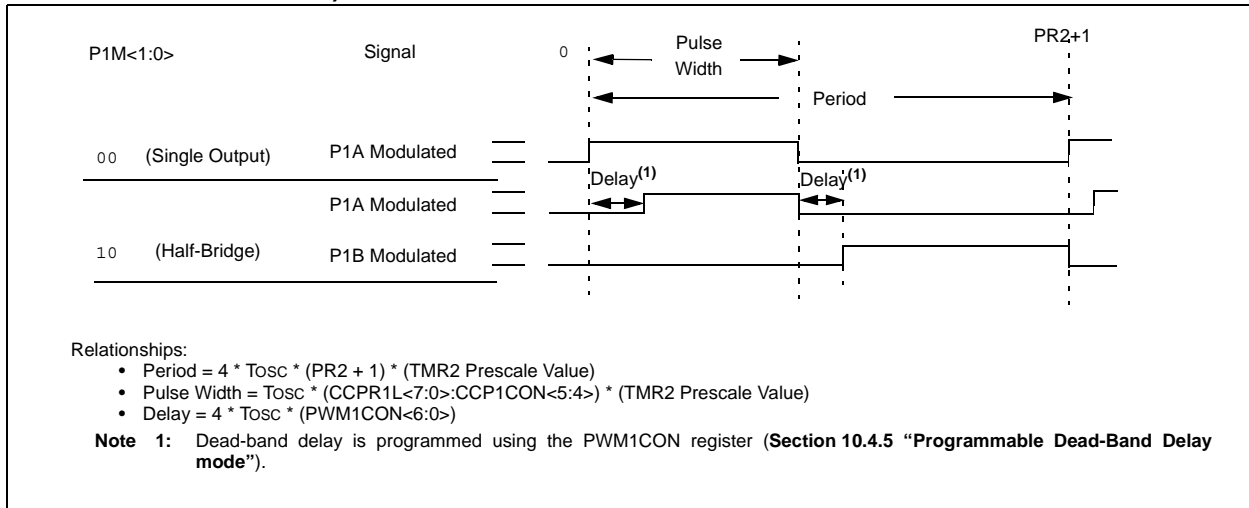 P1M<1:0> Signal 0 Pulse Width PR2+1
Period
00 (Single Output) P1A Modulated
Delay(1) Delay(1)
P1A Modulated
10 (Half-Bridge) P1B Modulated
Relationships:
• Period = 4 * TOSC * (PR2 + 1) * (TMR2 Prescale Value)
• Pulse Width = TOSC * (CCPR1L<7:0>:CCP1CON<5:4>) * (TMR2 Prescale Value)
• Delay = 4 * TOSC * (PWM1CON<6:0>)
Note 1: Dead-band delay is programmed using the PWM1CON register (Section 10.4.5 “Programmable Dead-Band Delay
mode”).